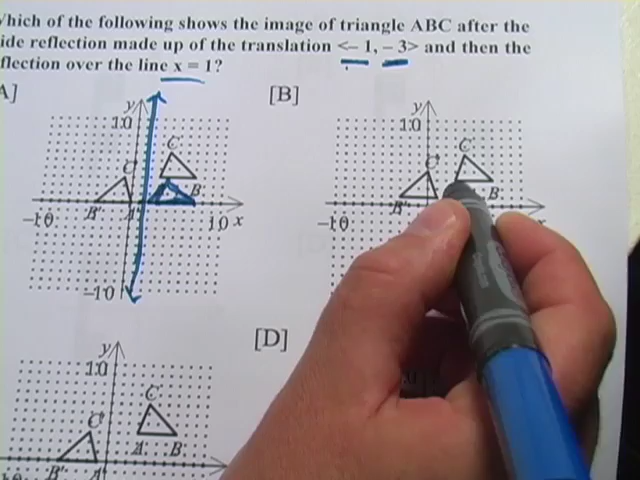 Which of the following shows the image of triangle ABC after the
ide reflection made up of the translation <– 1, – 3> and then the
flection over the line x = 1?
A] [B]
y y
10 10
C C
C' C'
B B
B' A' B'
–10 10 x –10 x
–10
[D]
y
10
C
C'
A B
B' A'